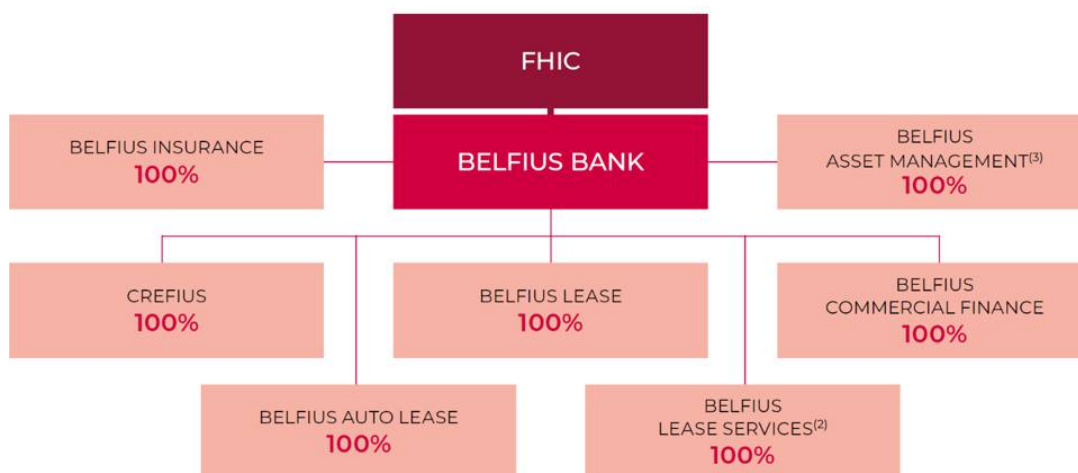 FHIC
BELFIUS INSURANCE
100%
BELFIUS BANK
BELFIUS
ASSET MANAGEMENT(3)
100%
CREFIUS
100%
BELFIUS LEASE
100%
BELFIUS
COMMERCIAL FINANCE
100%
BELFIUS AUTO LEASE
100%
BELFIUS
LEASE SERVICES(2)
100%